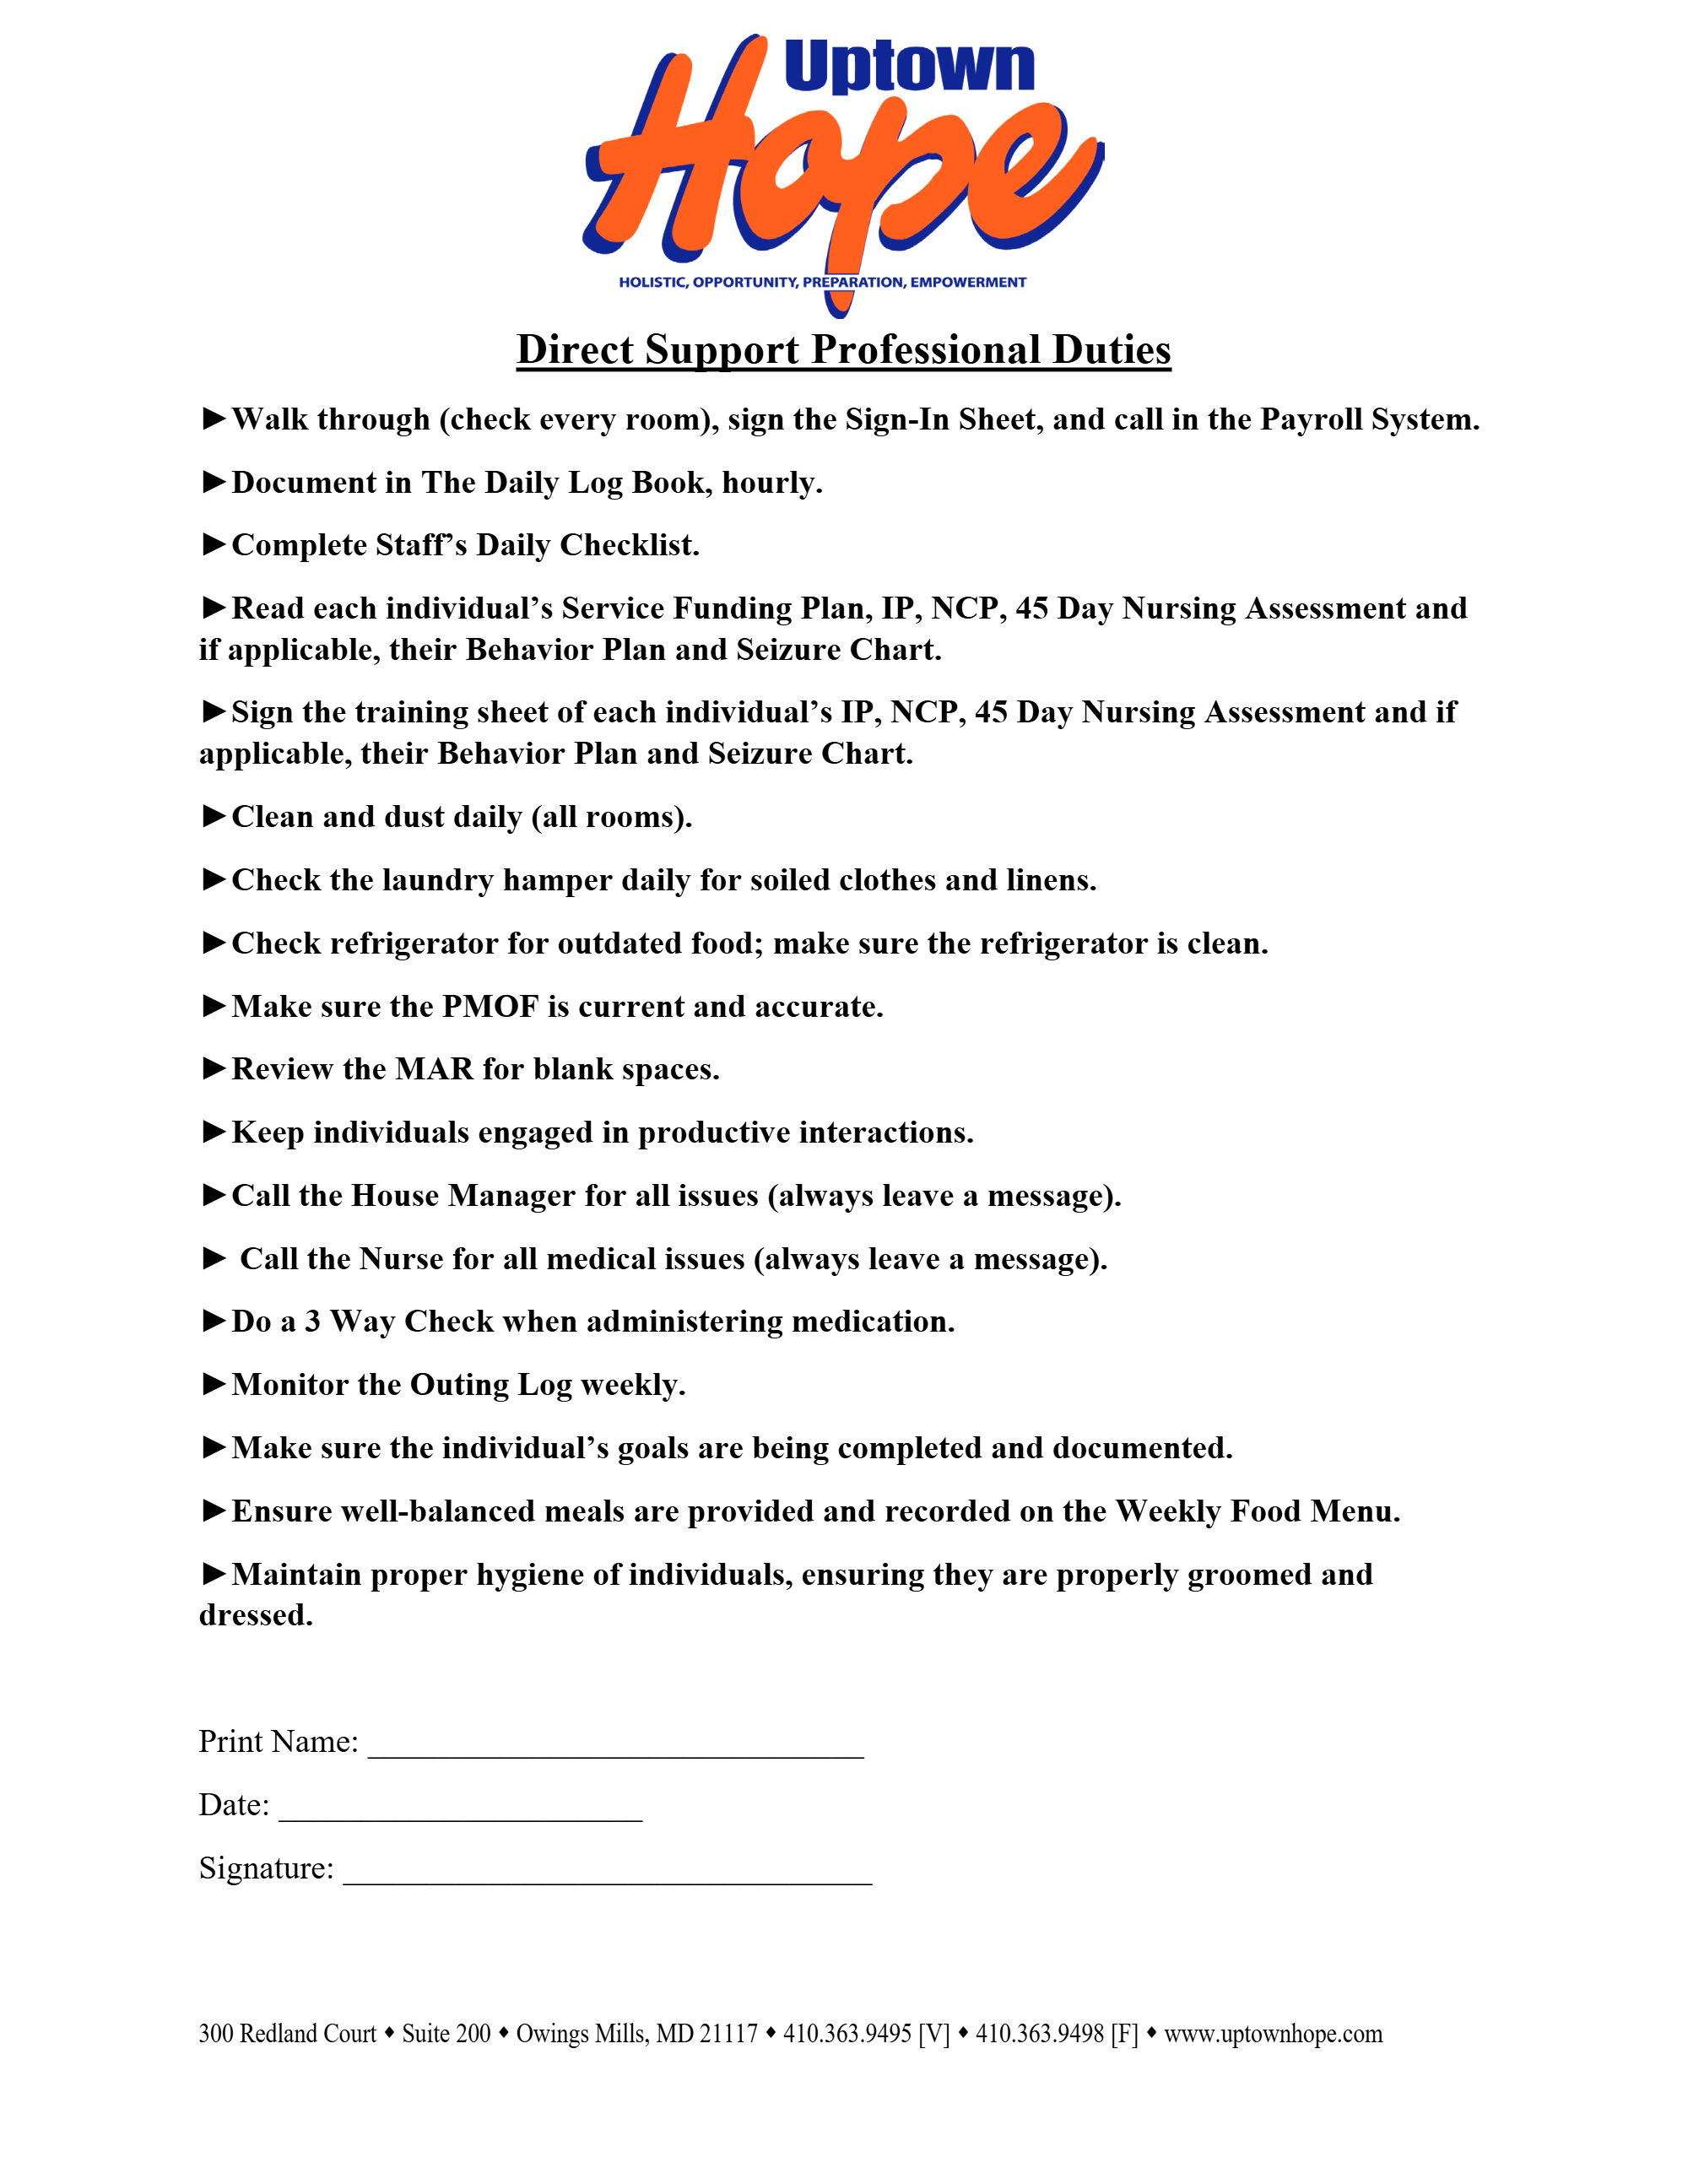 Uptown
Hope
HOLISTIC, OPPORTUNITY, PREPARATION, EMPOWERMENT
Direct Support Professional Duties
►Walk through (check every room), sign the Sign-In Sheet, and call in the Payroll System.
►Document in The Daily Log Book, hourly.
►Complete Staff’s Daily Checklist.
►Read each individual’s Service Funding Plan, IP, NCP, 45 Day Nursing Assessment and
if applicable, their Behavior Plan and Seizure Chart.
►Sign the training sheet of each individual’s IP, NCP, 45 Day Nursing Assessment and if
applicable, their Behavior Plan and Seizure Chart.
►Clean and dust daily (all rooms).
►Check the laundry hamper daily for soiled clothes and linens.
►Check refrigerator for outdated food; make sure the refrigerator is clean.
►Make sure the PMOF is current and accurate.
►Review the MAR for blank spaces.
►Keep individuals engaged in productive interactions.
►Call the House Manager for all issues (always leave a message).
► Call the Nurse for all medical issues (always leave a message).
►Do a 3 Way Check when administering medication.
►Monitor the Outing Log weekly.
►Make sure the individual’s goals are being completed and documented.
►Ensure well-balanced meals are provided and recorded on the Weekly Food Menu.
►Maintain proper hygiene of individuals, ensuring they are properly groomed and
dressed.
Print Name: ______________________________
Date: ______________________
Signature: ________________________________
300 Redland Court ♦ Suite 200 ♦ Owings Mills, MD 21117 ♦ 410.363.9495 [V] ♦ 410.363.9498 [F] ♦ www.uptownhope.com